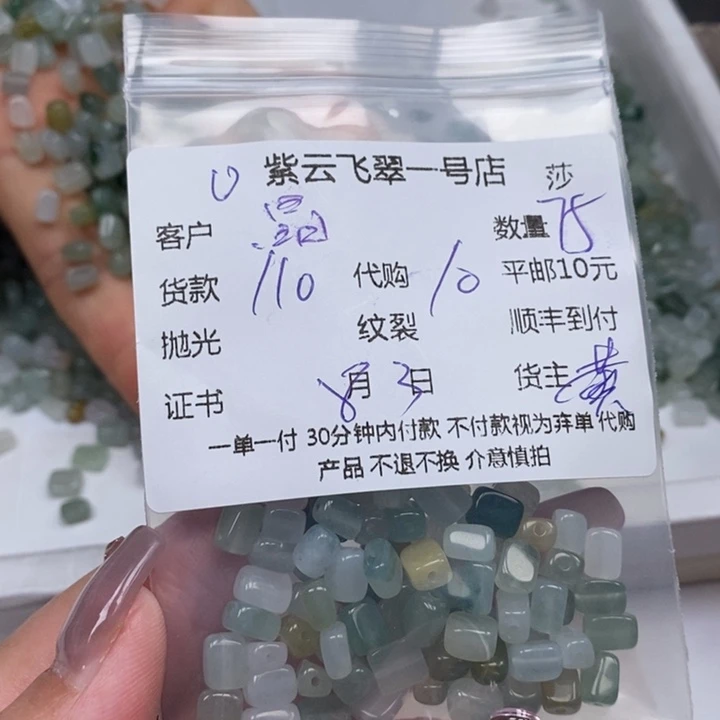 U 紫云飞翠一号店 莎
客户 晶 数量 75
货款 110 代购 10 平邮10元
抛光 纹裂 顺丰到付
证书 8月3日 货主 黄
一单一付 30分钟内付款 不付款视为弃单 代购
产品 不退不换 介意慎拍